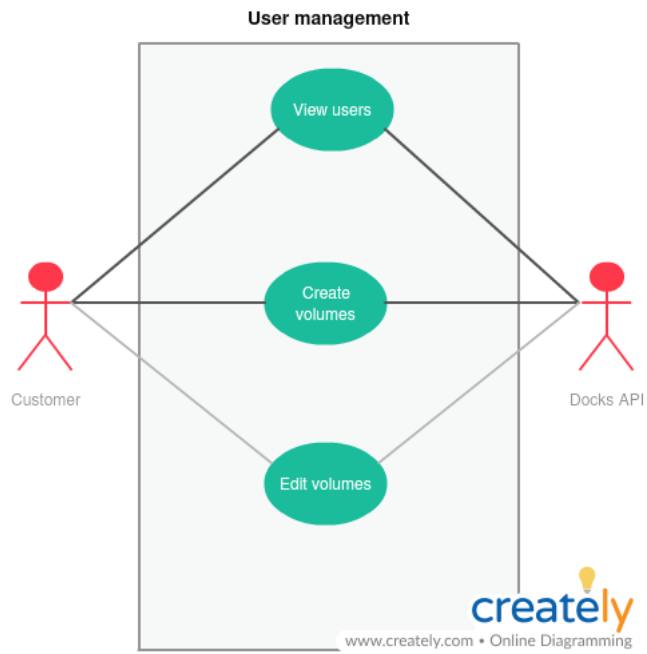 User management
View users
Create
volumes
Customer
Docks API
Edit volumes
creately
www.creately.com • Online Diagramming